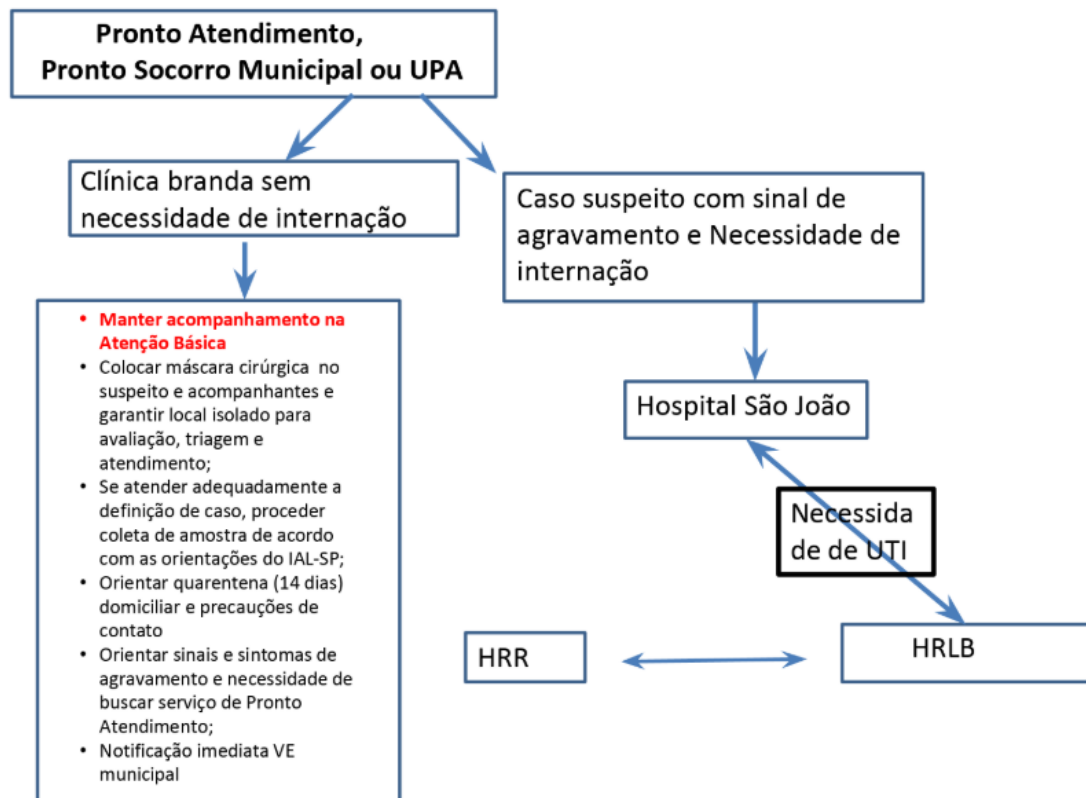 Pronto Atendimento,
Pronto Socorro Municipal ou UPA
Clínica branda sem
necessidade de internação
Caso suspeito com sinal de
agravamento e Necessidade de
internação
• Manter acompanhamento na
Atenção Básica
• Colocar máscara cirúrgica no
suspeito e acompanhantes e
garantir local isolado para
avaliação, triagem e
atendimento;
• Se atender adequadamente a
definição de caso, proceder
coleta de amostra de acordo
com as orientações do IAL-SP;
• Orientar quarentena (14 dias)
domiciliar e precauções de
contato
• Orientar sinais e sintomas de
agravamento e necessidade de
buscar serviço de Pronto
Atendimento;
• Notificação imediata VE
municipal
Hospital São João
Necessida
de de UTI
HRR
HRLB